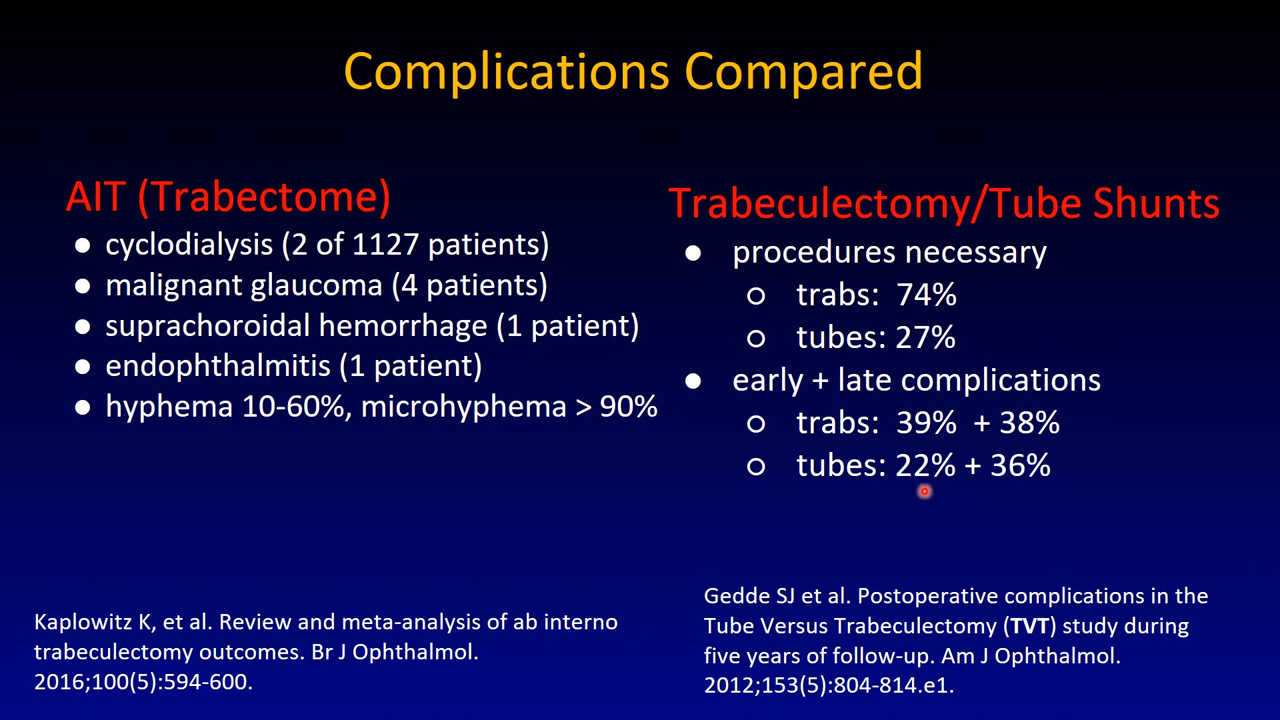 Complications Compared
AIT (Trabectome)
● cyclodialysis (2 of 1127 patients)
● malignant glaucoma (4 patients)
● suprachoroidal hemorrhage (1 patient)
● endophthalmitis (1 patient)
● hyphema 10-60%, microhyphema > 90%
Kaplowitz K, et al. Review and meta-analysis of ab interno
trabeculectomy outcomes. Br J Ophthalmol.
2016;100(5):594-600.
Trabeculectomy/Tube Shunts
● procedures necessary
○ trabs: 74%
○ tubes: 27%
● early + late complications
○ trabs: 39% + 38%
○ tubes: 22% + 36%
Gedde SJ et al. Postoperative complications in the
Tube Versus Trabeculectomy (TVT) study during
five years of follow-up. Am J Ophthalmol.
2012;153(5):804-814.e1.